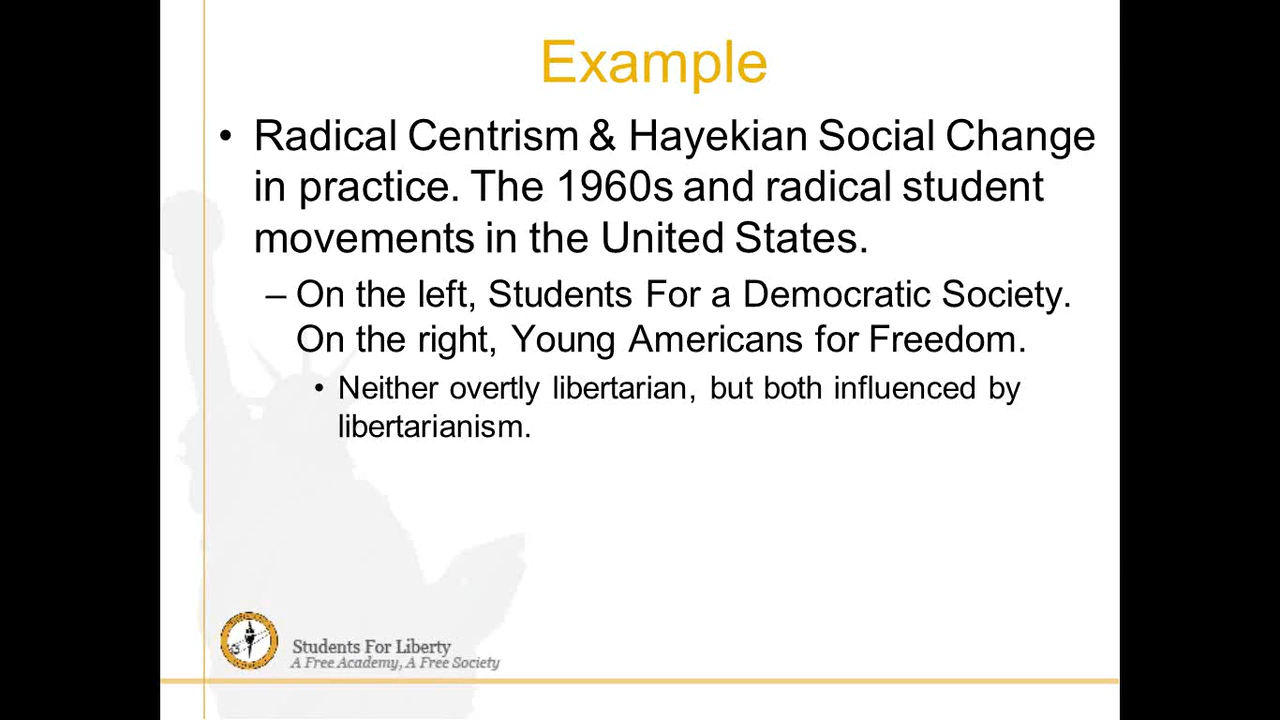 Example
• Radical Centrism & Hayekian Social Change
in practice. The 1960s and radical student
movements in the United States.
– On the left, Students For a Democratic Society.
On the right, Young Americans for Freedom.
• Neither overtly libertarian, but both influenced by
libertarianism.
Students For Liberty
A Free Academy, A Free Society